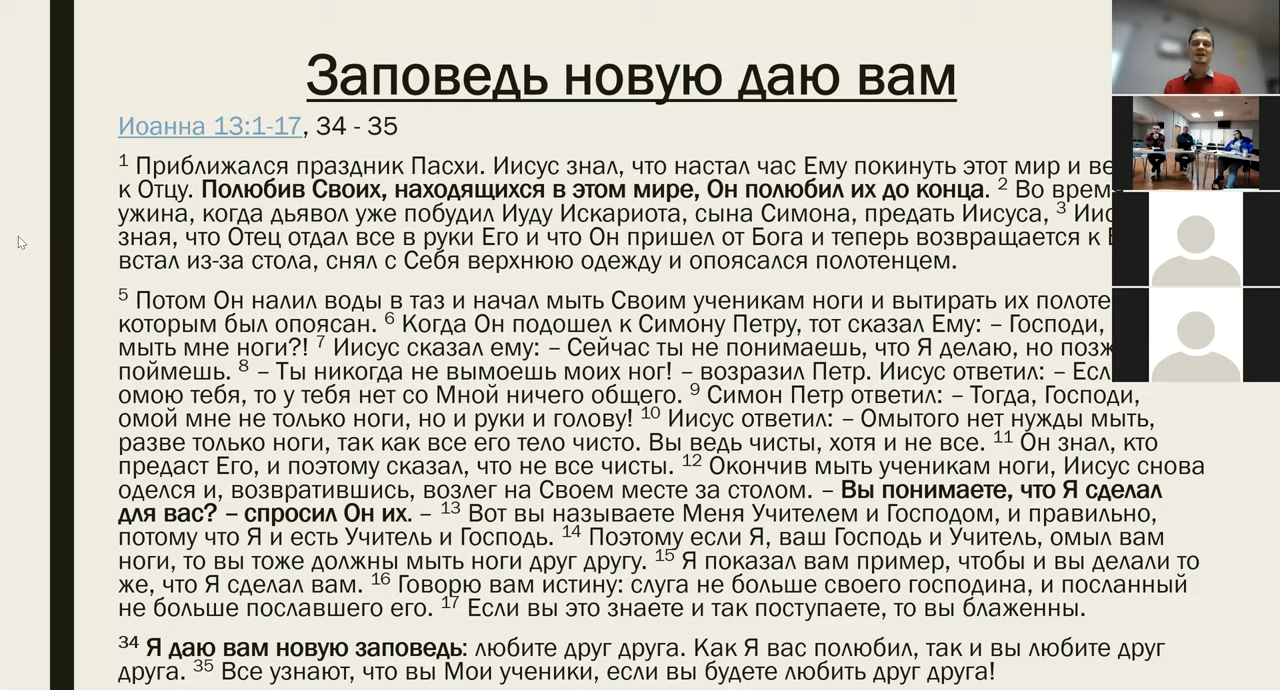 Заповедь новую даю вам
Иоанна 13:1-17, 34 - 35
1 Приближался праздник Пасхи. Иисус знал, что настал час Ему покинуть этот мир и
к Отцу. Полюбив Своих, находящихся в этом мире, Он полюбил их до конца. 2 Во
ужина, когда дьявол уже побудил Иуду Искариота, сына Симона, предать Иисуса, 3
зная, что Отец отдал все в руки Его и что Он пришел от Бога и теперь возвращается к
встал из-за стола, снял с Себя верхнюю одежду и опоясался полотенцем.
5 Потом Он налил воды в таз и начал мыть Своим ученикам ноги и вытирать их
которым был опоясан. 6 Когда Он подошел к Симону Петру, тот сказал Ему: – Господи,
мыть мне ноги?! 7 Иисус сказал ему: – Сейчас ты не понимаешь, что Я делаю, но
поймешь. 8 – Ты никогда не вымоешь моих ног! – возразил Петр. Иисус ответил: –
омою тебя, то у тебя нет со Мной ничего общего. 9 Симон Петр ответил: – Тогда, Господи,
омой мне не только ноги, но и руки и голову! 10 Иисус ответил: – Омытого нет нужды мыть,
разве только ноги, так как все его тело чисто. Вы ведь чисты, хотя и не все. 11 Он знал, кто
предаст Его, и поэтому сказал, что не все чисты. 12 Окончив мыть ученикам ноги, Иисус снова
оделся и, возвратившись, возлег на Своем месте за столом. – Вы понимаете, что Я сделал
для вас? – спросил Он их. – 13 Вот вы называете Меня Учителем и Господом, и правильно,
потому что Я и есть Учитель и Господь. 14 Поэтому если Я, ваш Господь и Учитель, омыл вам
ноги, то вы тоже должны мыть ноги друг другу. 15 Я показал вам пример, чтобы и вы делали то
же, что Я сделал вам. 16 Говорю вам истину: слуга не больше своего господина, и посланный
не больше пославшего его. 17 Если вы это знаете и так поступаете, то вы блаженны.
34 Я даю вам новую заповедь: любите друг друга. Как Я вас полюбил, так и вы любите друг
друга. 35 Все узнают, что вы Мои ученики, если вы будете любить друг друга!